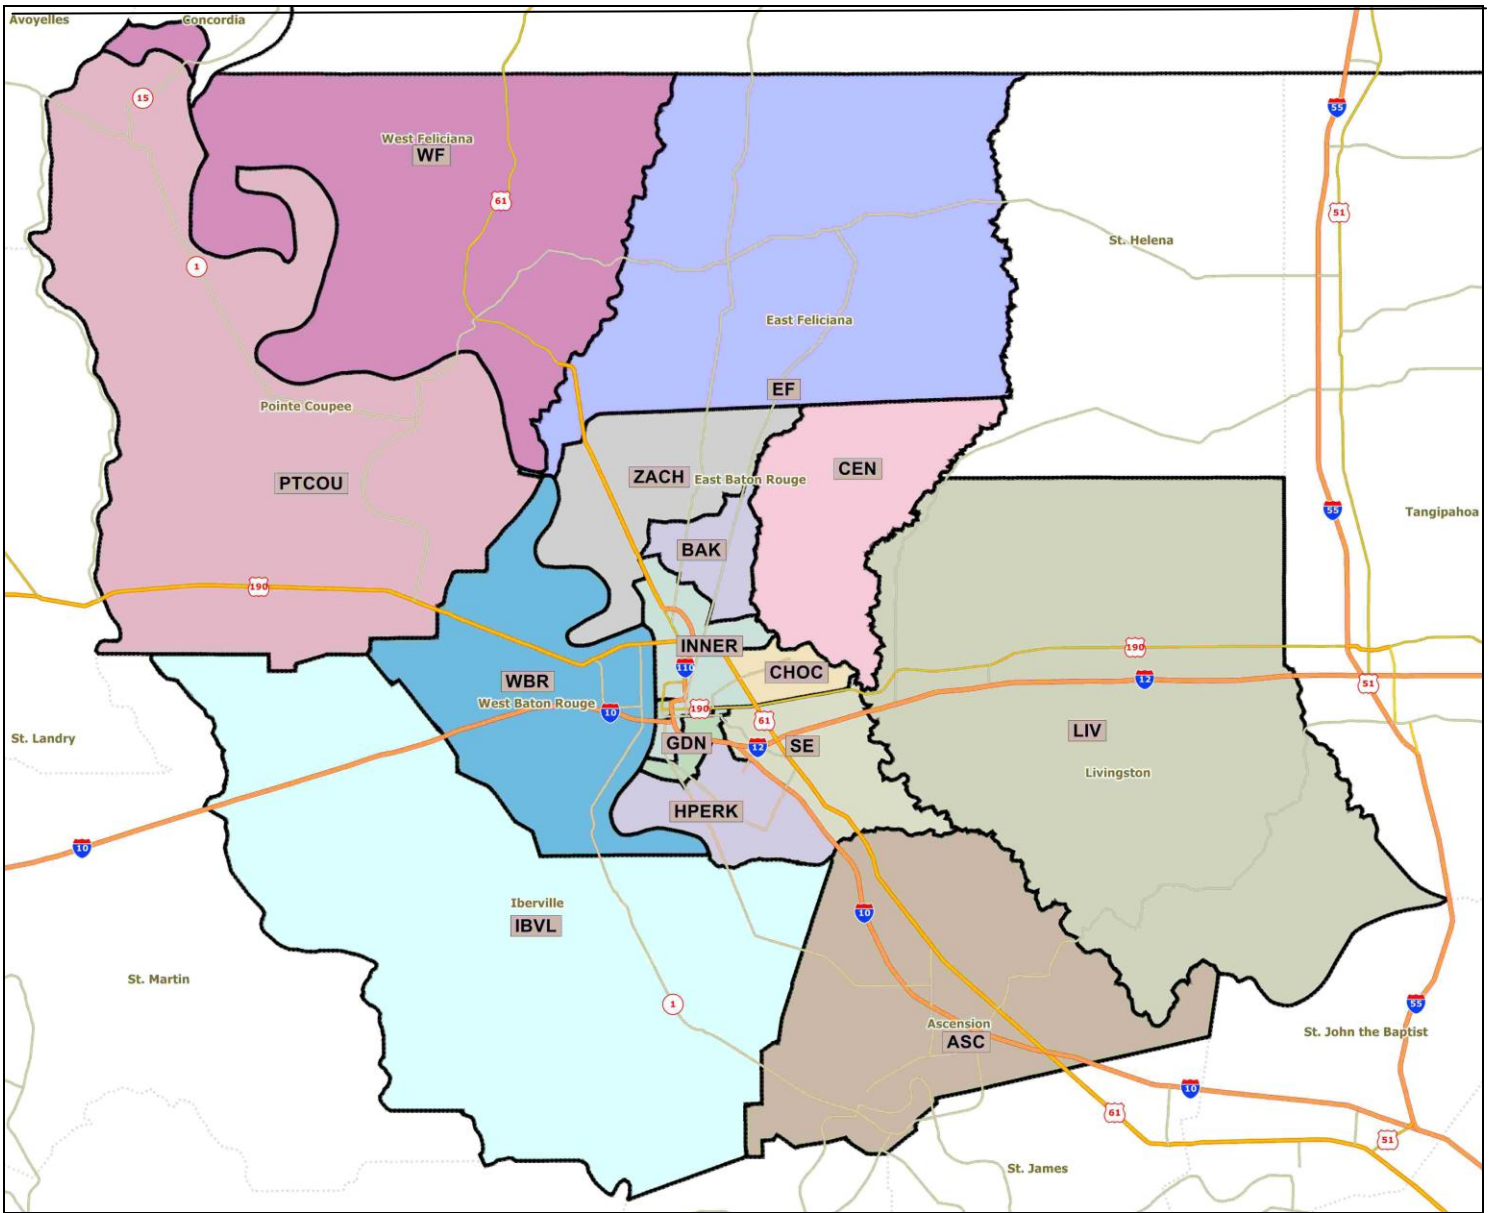 Avoyelles
Concordia
15
55
West Feliciana
WF
61
51
St. Helena
1
East Feliciana
EF
Pointe Coupee
CEN
ZACH
East Baton Rouge
PTCOU
55
Tangipahoa
BAK
190
INNER
190
CHOC
110
12
51
WBR
West Baton Rouge
10
190
61
St. Landry
GDN
12
SE
LIV
Livingston
HPERK
10
Iberville
IBVL
10
St. Martin
1
55
Ascension
ASC
St. John the Baptist
10
61
51
St. James